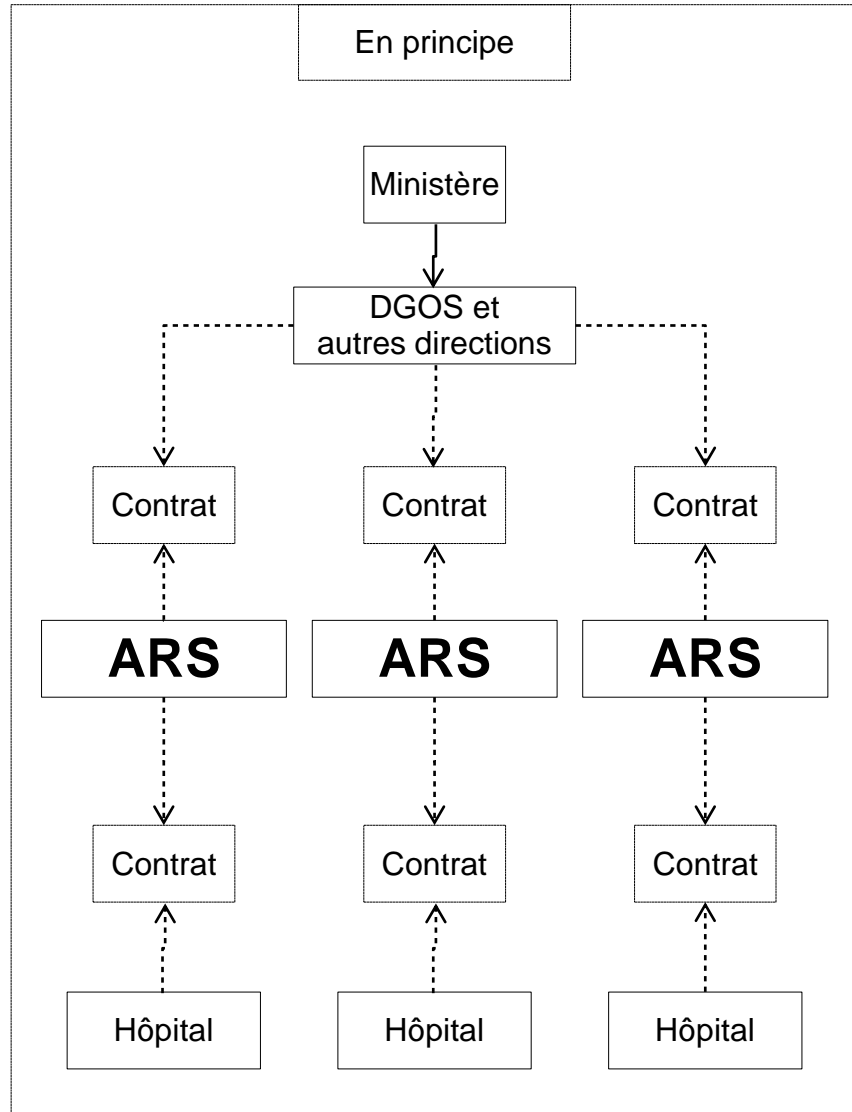 En principe
Ministère
DGOS et
autres directions
Contrat
Contrat
Contrat
ARS
ARS
ARS
Contrat
Contrat
Contrat
Hôpital
Hôpital
Hôpital